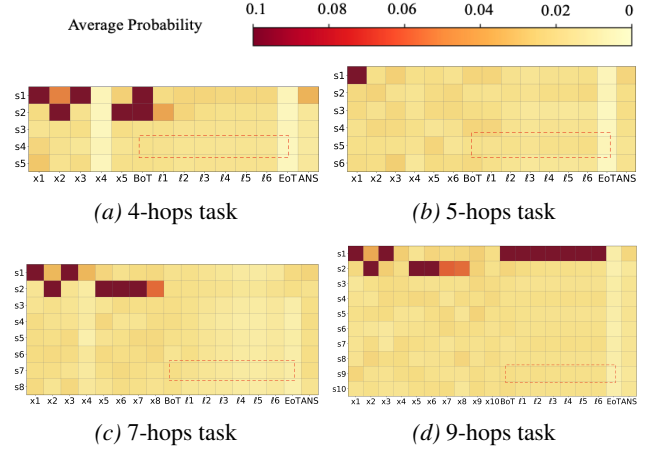 Average Probability
0.1 0.08 0.06 0.04 0.02 0
s1
s2
s3
s4
s5
x1 x2 x3 x4 x5 BoT ℓ1 ℓ2 ℓ3 ℓ4 ℓ5 ℓ6 EoT ANS
(a) 4-hops task
s1
s2
s3
s4
s5
s6
x1 x2 x3 x4 x5 x6 BoT ℓ1 ℓ2 ℓ3 ℓ4 ℓ5 ℓ6 EoT ANS
(b) 5-hops task
s1
s2
s3
s4
s5
s6
s7
s8
x1 x2 x3 x4 x5 x6 x7 x8 BoT ℓ1 ℓ2 ℓ3 ℓ4 ℓ5 ℓ6 EoT ANS
(c) 7-hops task
s1
s2
s3
s4
s5
s6
s7
s8
s9
s10
x1 x2 x3 x4 x5 x6 x7 x8 x9 x10 BoT ℓ1 ℓ2 ℓ3 ℓ4 ℓ5 ℓ6 EoT ANS
(d) 9-hops task